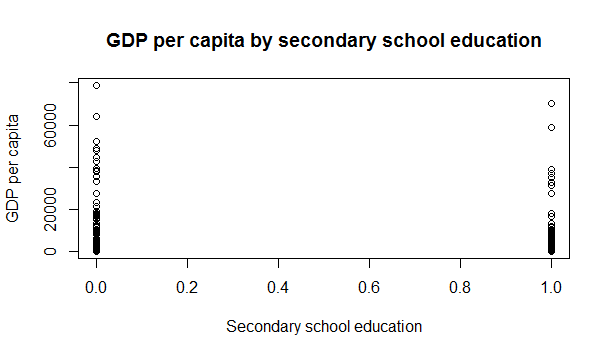 GDP per capita by secondary school education
GDP per capita
60000
20000
0
0.0 0.2 0.4 0.6 0.8 1.0
Secondary school education